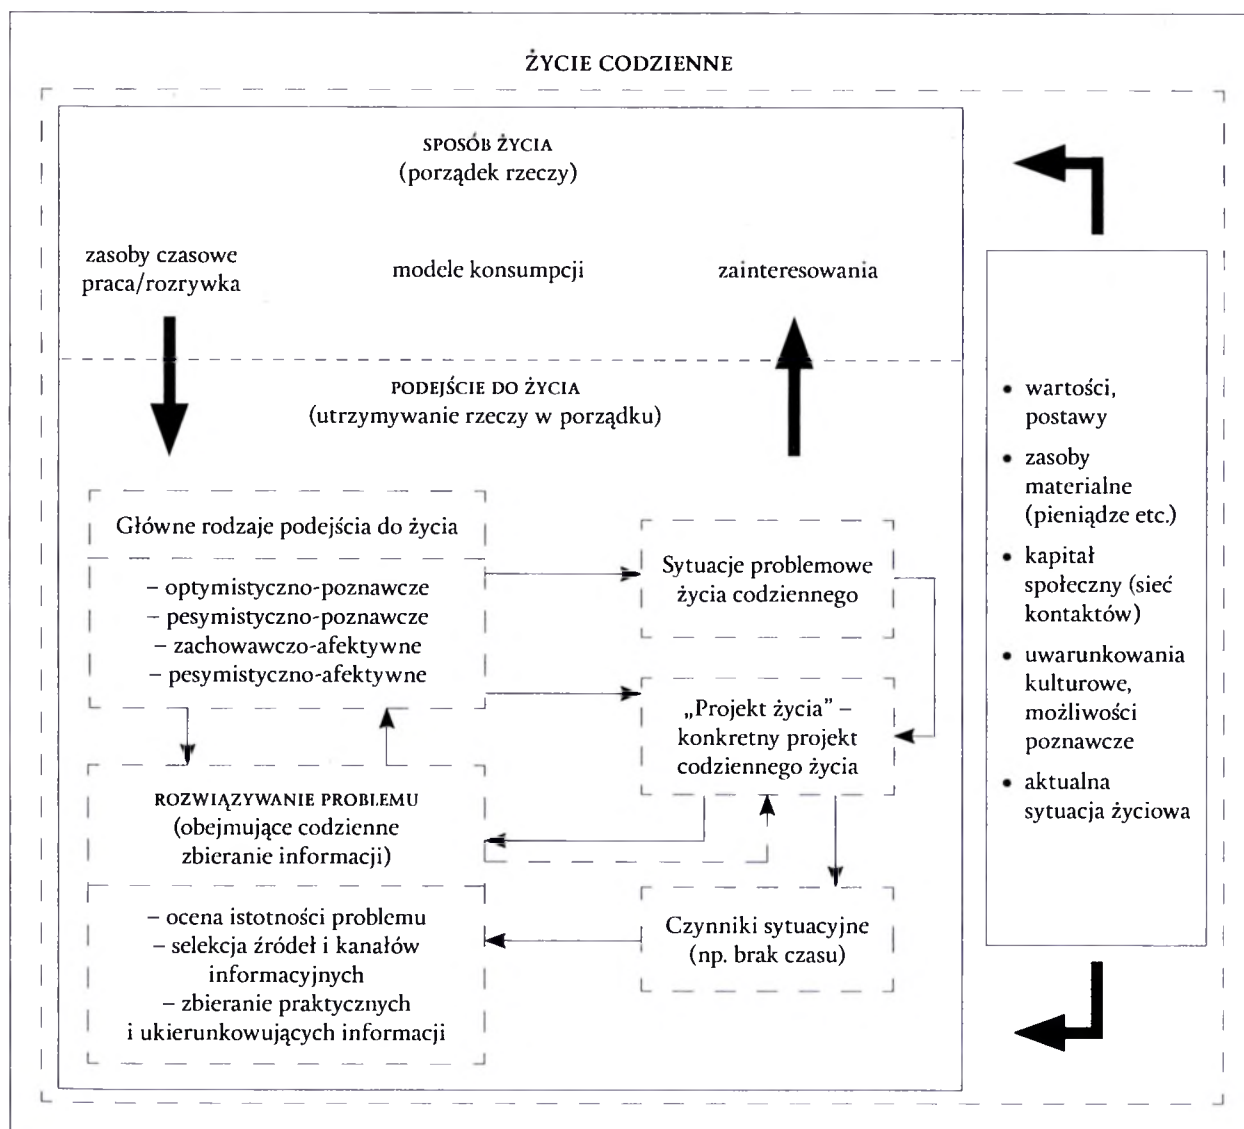 ŻYCIE CODZIENNE
SPOSÓB ŻYCIA
(porządek rzeczy)
zasoby czasowe
praca/rozrywka
modele konsumpcji
zainteresowania
PODEJŚCIE DO ŻYCIA
(utrzymywanie rzeczy w porządku)
Główne rodzaje podejścia do życia
– optymistyczno-poznawcze
– pesymistyczno-poznawcze
– zachowawczo-afektywne
– pesymistyczno-afektywne
Sytuacje problemowe
życia codziennego
„Projekt życia” –
konkretny projekt
codziennego życia
ROZWIĄZYWANIE PROBLEMU
(obejmujące codzienne
zbieranie informacji)
– ocena istotności problemu
– selekcja źródeł i kanałów
informacyjnych
– zbieranie praktycznych
i ukierunkowujących informacji
Czynniki sytuacyjne
(np. brak czasu)
• wartości,
postawy
• zasoby
materialne
(pieniądze etc.)
• kapitał
społeczny (sieć
kontaktów)
• uwarunkowania
kulturowe,
możliwości
poznawcze
• aktualna
sytuacja życiowa